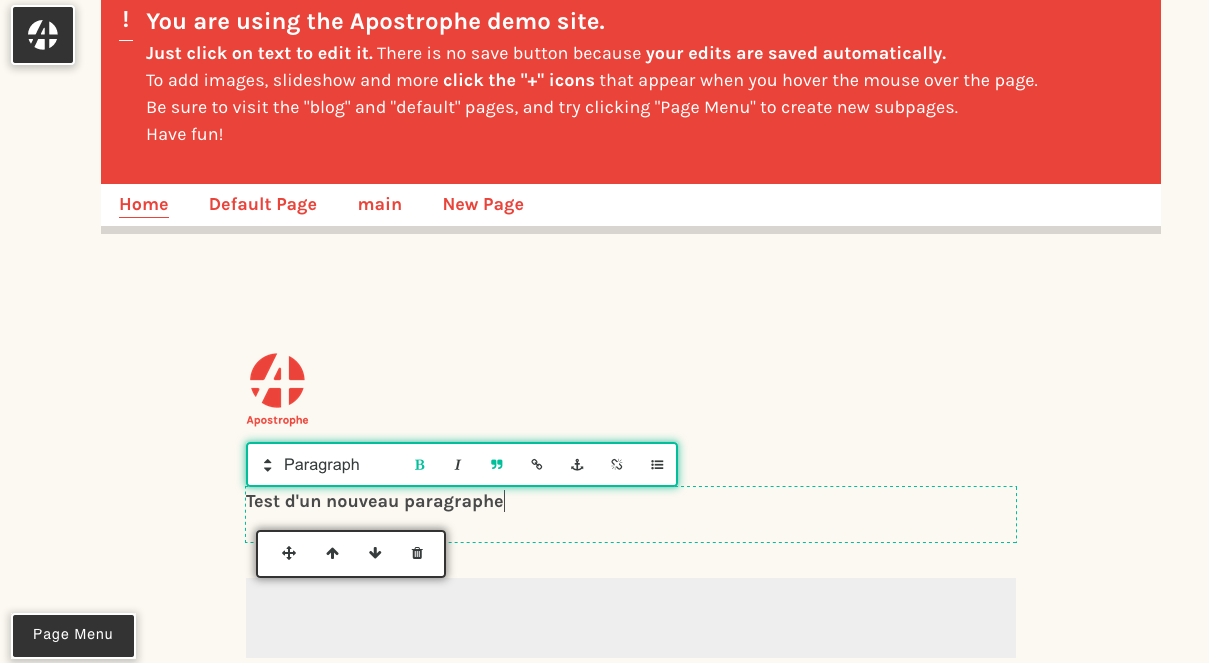 ! You are using the Apostrophe demo site.
Just click on text to edit it. There is no save button because your edits are saved automatically.
To add images, slideshow and more click the "+" icons that appear when you hover the mouse over the page.
Be sure to visit the "blog" and "default" pages, and try clicking "Page Menu" to create new subpages.
Have fun!
Home Default Page main New Page
Apostrophe
Paragraph B I
Test d'un nouveau paragraphe
Page Menu